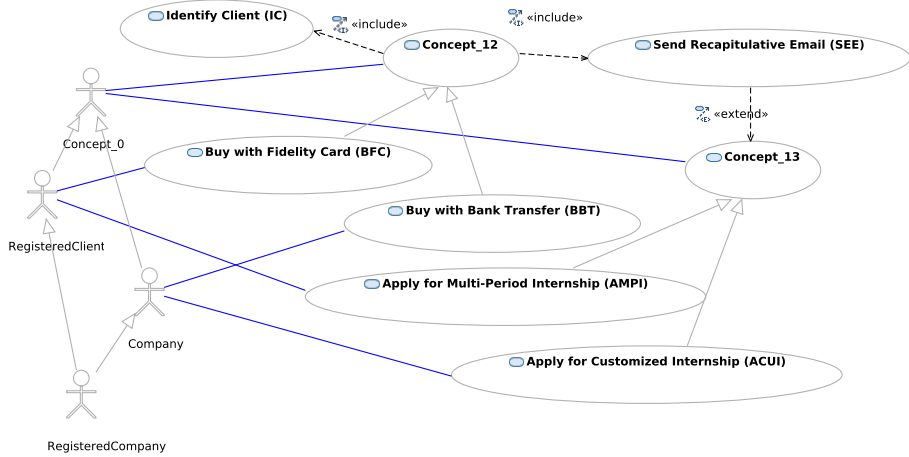 Identify Client (IC)
«include»
«include»
Concept_12
Send Recapitulative Email (SEE)
«extend»
Concept_0
Buy with Fidelity Card (BFC)
Concept_13
RegisteredClient
Buy with Bank Transfer (BBT)
Apply for Multi-Period Internship (AMPI)
Company
Apply for Customized Internship (ACUI)
RegisteredCompany